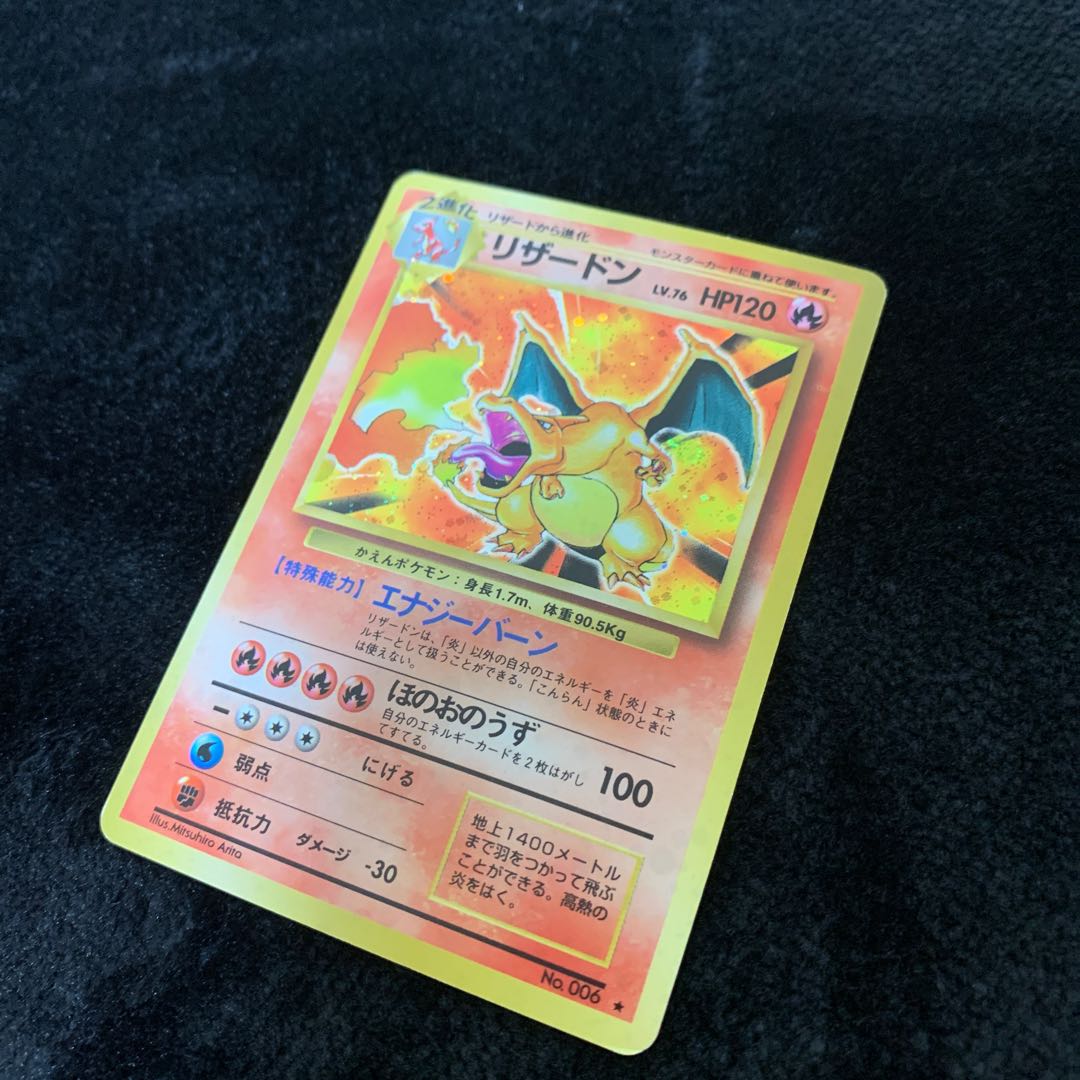 2進化 リザードから進化 モンスターカードに重ねて使います。
リザードン LV.76 HP120
かえんポケモン：身長1.7m、体重90.5Kg
【特殊能力】エナジーバーン
リザードンは、「炎」以外の自分のエネルギーを「炎」エネ
ルギーとして扱うことができる。「こんらん」状態のときに
は使えない。
ほのおのうず 100
自分のエネルギーカードを2枚はがし
てすてる。
− にげる
弱点
抵抗力 ダメージ -30
地上1400メートル
まで羽をつかって飛ぶ
ことができる。高熱の
炎をはく。
Illus.Mitsuhiro Arita
No.006 ★